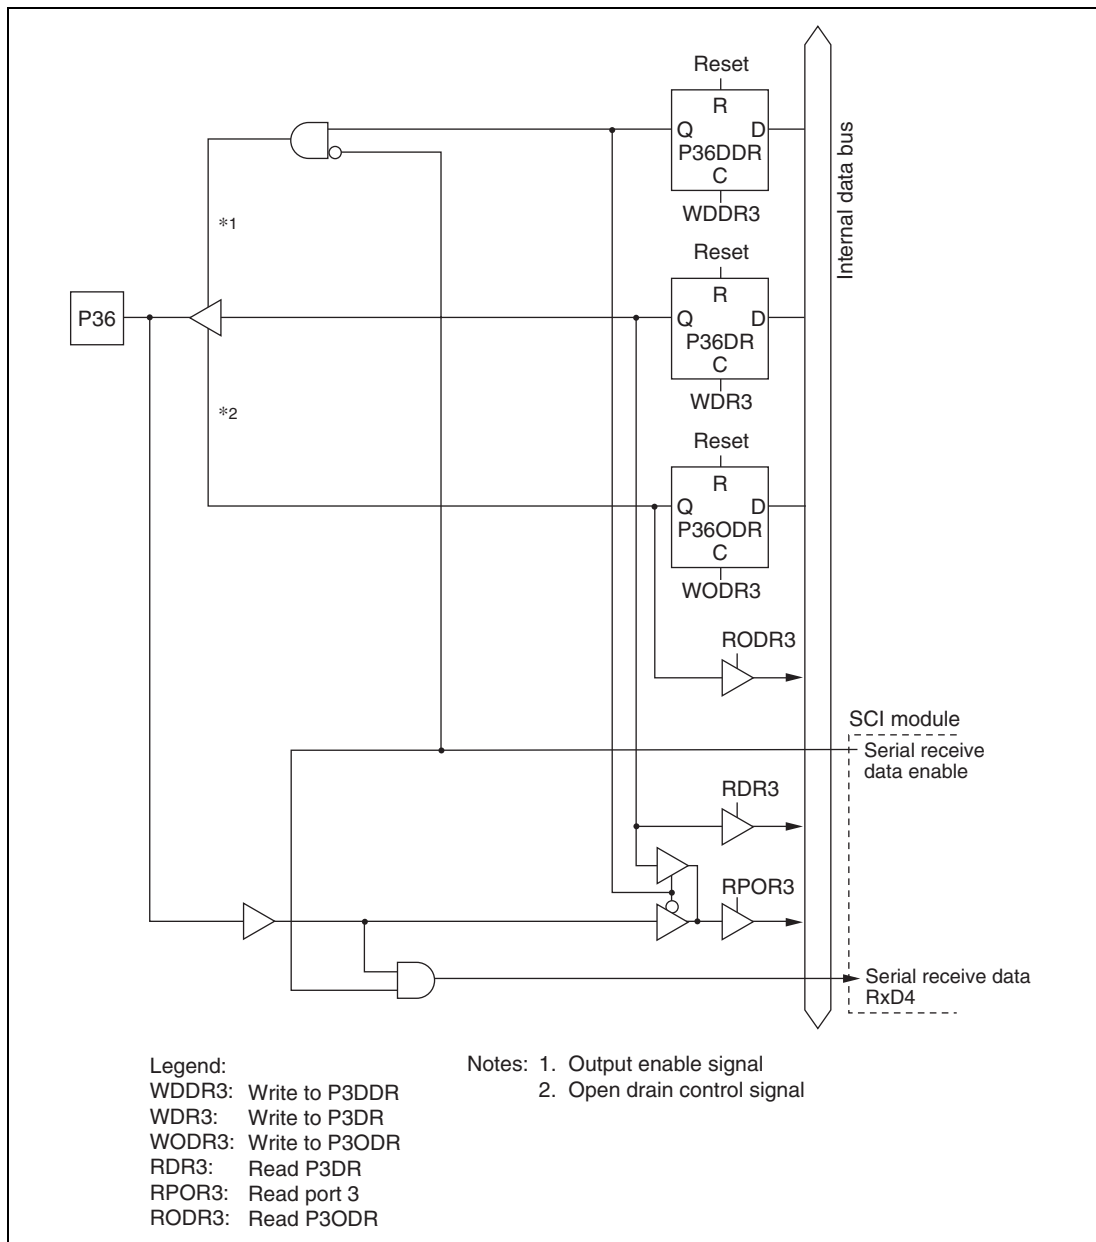 Reset
R
Q D
P36DDR
C
WDDR3
Internal data bus
*1
Reset
R
P36
Q D
P36DR
C
WDR3
*2
Reset
R
Q D
P36ODR
C
WODR3
RODR3
SCI module
Serial receive
data enable
RDR3
RPOR3
Serial receive data
RxD4
Legend:
WDDR3: Write to P3DDR
WDR3: Write to P3DR
WODR3: Write to P3ODR
RDR3: Read P3DR
RPOR3: Read port 3
RODR3: Read P3ODR
Notes: 1. Output enable signal
2. Open drain control signal